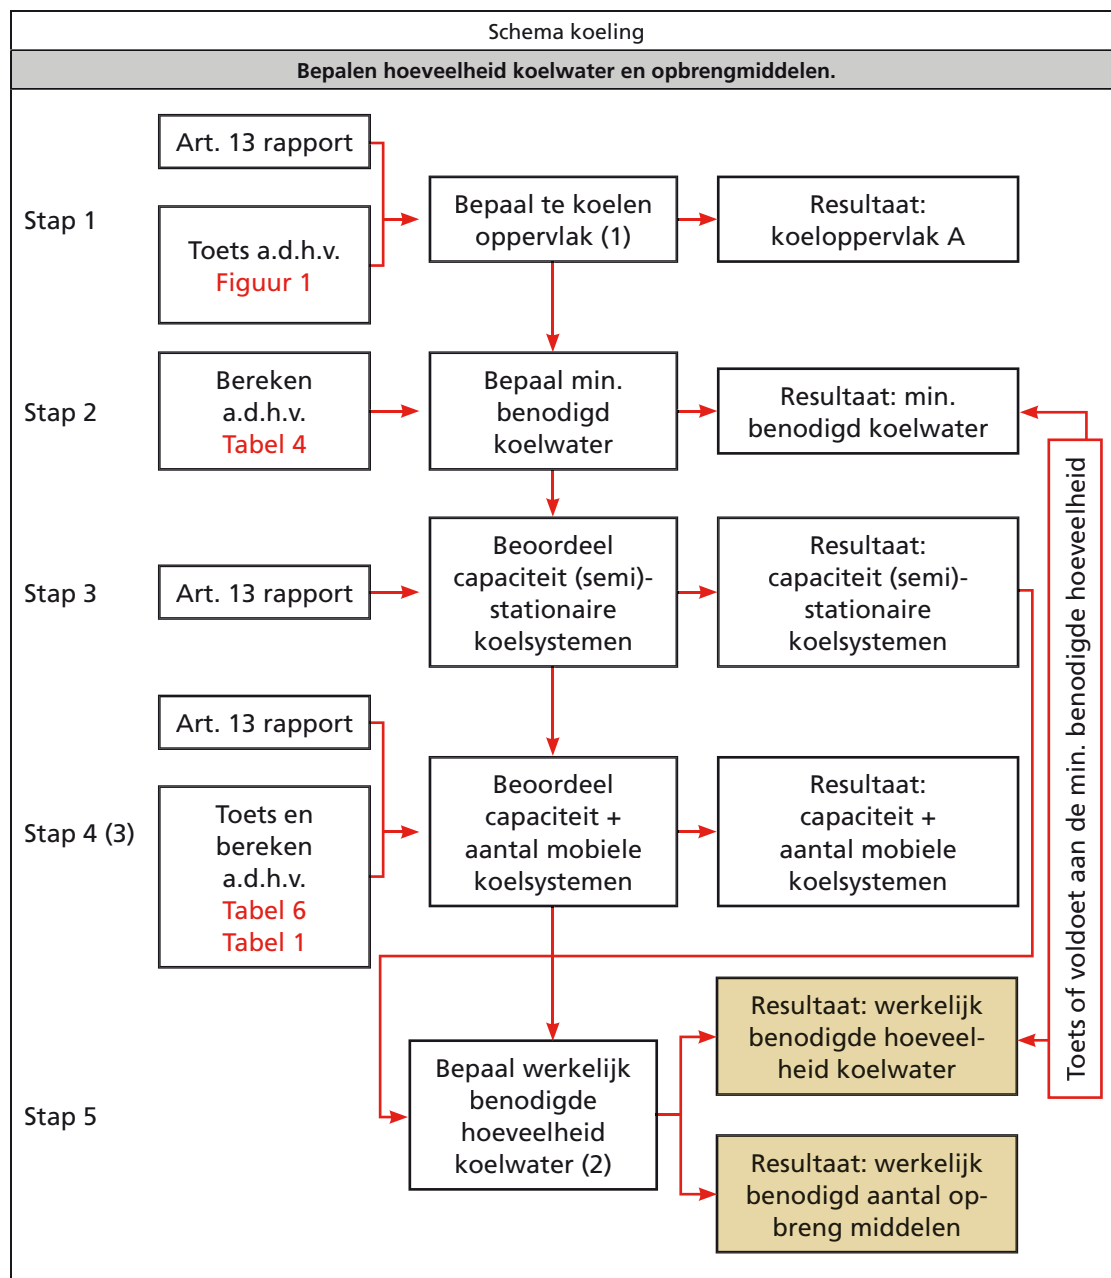 Schema koeling
Bepalen hoeveelheid koelwater en opbrengmiddelen.
Stap 1
Art. 13 rapport
Toets a.d.h.v.
Figuur 1
Bepaal te koelen
oppervlak (1)
Resultaat:
koeloppervlak A
Stap 2
Bereken
a.d.h.v.
Tabel 4
Bepaal min.
benodigd
koelwater
Resultaat: min.
benodigd koelwater
Stap 3
Art. 13 rapport
Beoordeel
capaciteit (semi)-
stationaire
koelsystemen
Resultaat:
capaciteit (semi)-
stationaire
koelsystemen
Stap 4 (3)
Art. 13 rapport
Toets en
bereken
a.d.h.v.
Tabel 6
Tabel 1
Beoordeel
capaciteit +
aantal mobiele
koelsystemen
Resultaat:
capaciteit +
aantal mobiele
koelsystemen
Toets of voldoet aan de min. benodigde hoeveelheid
Stap 5
Bepaal werkelijk
benodigde
hoeveelheid
koelwater (2)
Resultaat: werkelijk
benodigde hoeveel-
heid koelwater
Resultaat: werkelijk
benodigd aantal op-
breng middelen